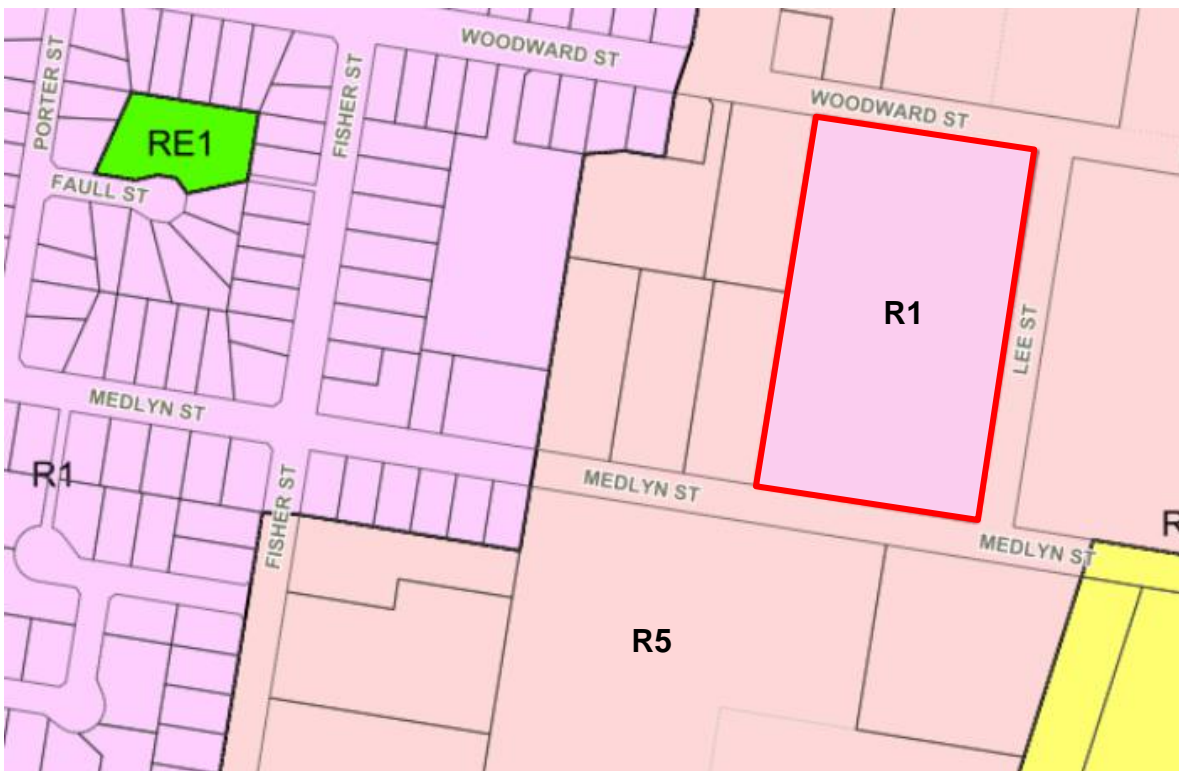 WOODWARD ST
PORTER ST
FISHER ST
WOODWARD ST
RE1
FAULL ST
R1
LEE ST
MEDLYN ST
R1
MEDLYN ST
FISHER ST
R
MEDLYN ST
R5